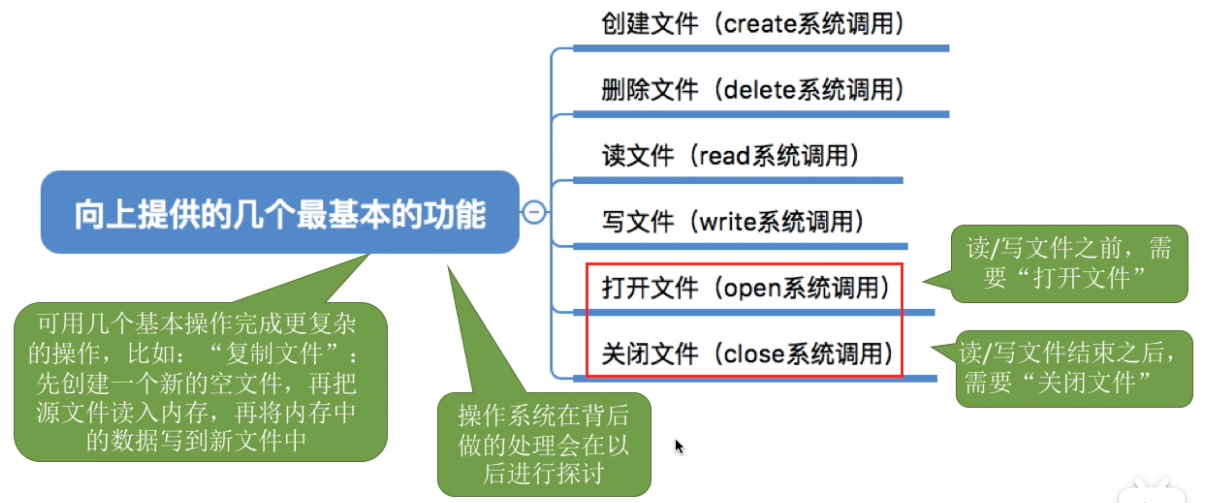 创建文件（create系统调用）
删除文件（delete系统调用）
读文件（read系统调用）
向上提供的几个最基本的功能
写文件（write系统调用）
打开文件（open系统调用）
关闭文件（close系统调用）
读/写文件之前，需
要“打开文件”
读/写文件结束之后，
需要“关闭文件”
可用几个基本操作完成更复杂
的操作，比如：“复制文件”：
先创建一个新的空文件，再把
源文件读入内存，再将内存中
的数据写到新文件中
操作系统在背后
做的处理会在以
后进行探讨